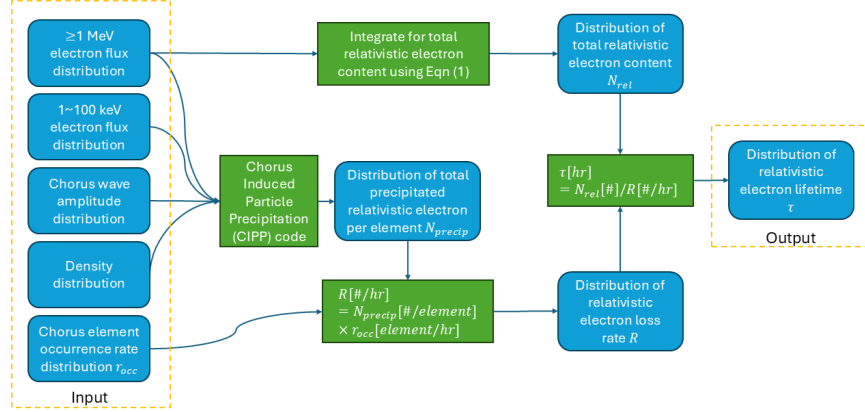 ≥1 MeV
electron flux
distribution
1~100 keV
electron flux
distribution
Chorus wave
amplitude
distribution
Density
distribution
Chorus element
occurrence rate
distribution r_occ
Input
Integrate for total
relativistic electron
content using Eqn (1)
Distribution of
total relativistic
electron content
N_rel
Chorus
Induced
Particle
Precipitation
(CIPP) code
Distribution of total
precipitated
relativistic electron
per element N_precip
R[#/hr]
= N_precip[#/element]
× r_occ[element/hr]
Distribution of
relativistic
electron loss
rate R
τ[hr]
= N_rel[#]/R[#/hr]
Distribution of
relativistic
electron lifetime
τ
Output